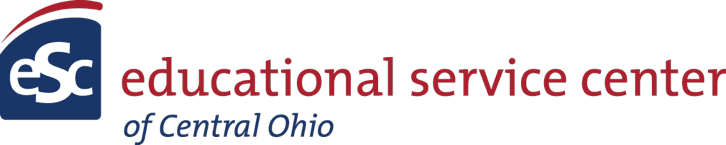 eSc
educational service center
of Central Ohio